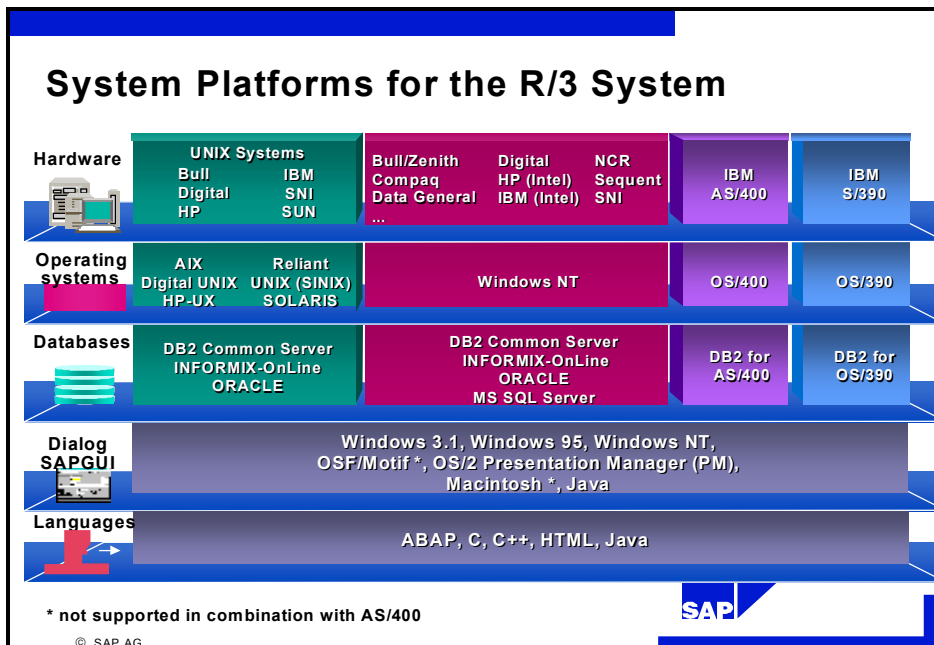 System Platforms for the R/3 System
Hardware
UNIX Systems
Bull IBM
Digital SNI
HP SUN
Bull/Zenith Digital NCR
Compaq HP (Intel) Sequent
Data General IBM (Intel) SNI
...
IBM
AS/400
IBM
S/390
Operating
systems
AIX Reliant
Digital UNIX UNIX (SINIX)
HP-UX SOLARIS
Windows NT
OS/400
OS/390
Databases
DB2 Common Server
INFORMIX-OnLine
ORACLE
DB2 Common Server
INFORMIX-OnLine
ORACLE
MS SQL Server
DB2 for
AS/400
DB2 for
OS/390
Dialog
SAPGUI
Windows 3.1, Windows 95, Windows NT,
OSF/Motif *, OS/2 Presentation Manager (PM),
Macintosh *, Java
Languages
ABAP, C, C++, HTML, Java
* not supported in combination with AS/400
SAP
© SAP AG